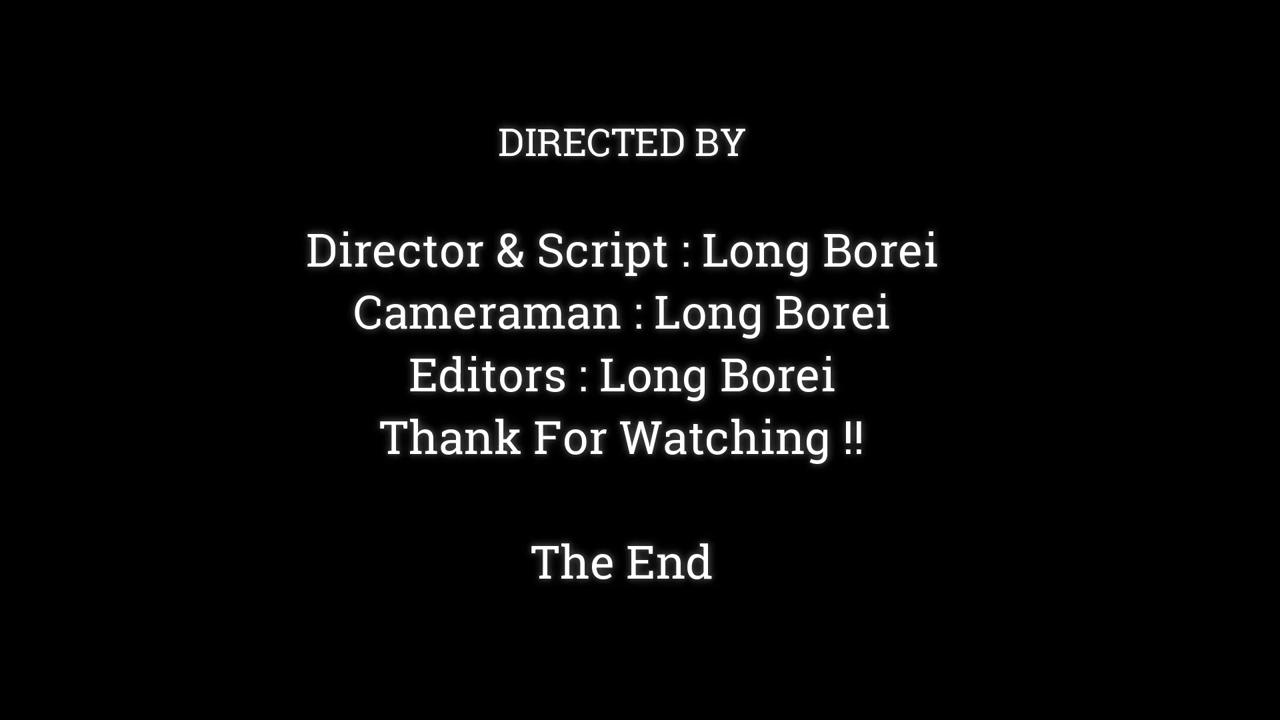 DIRECTED BY
Director & Script : Long Borei
Cameraman : Long Borei
Editors : Long Borei
Thank For Watching !!
The End